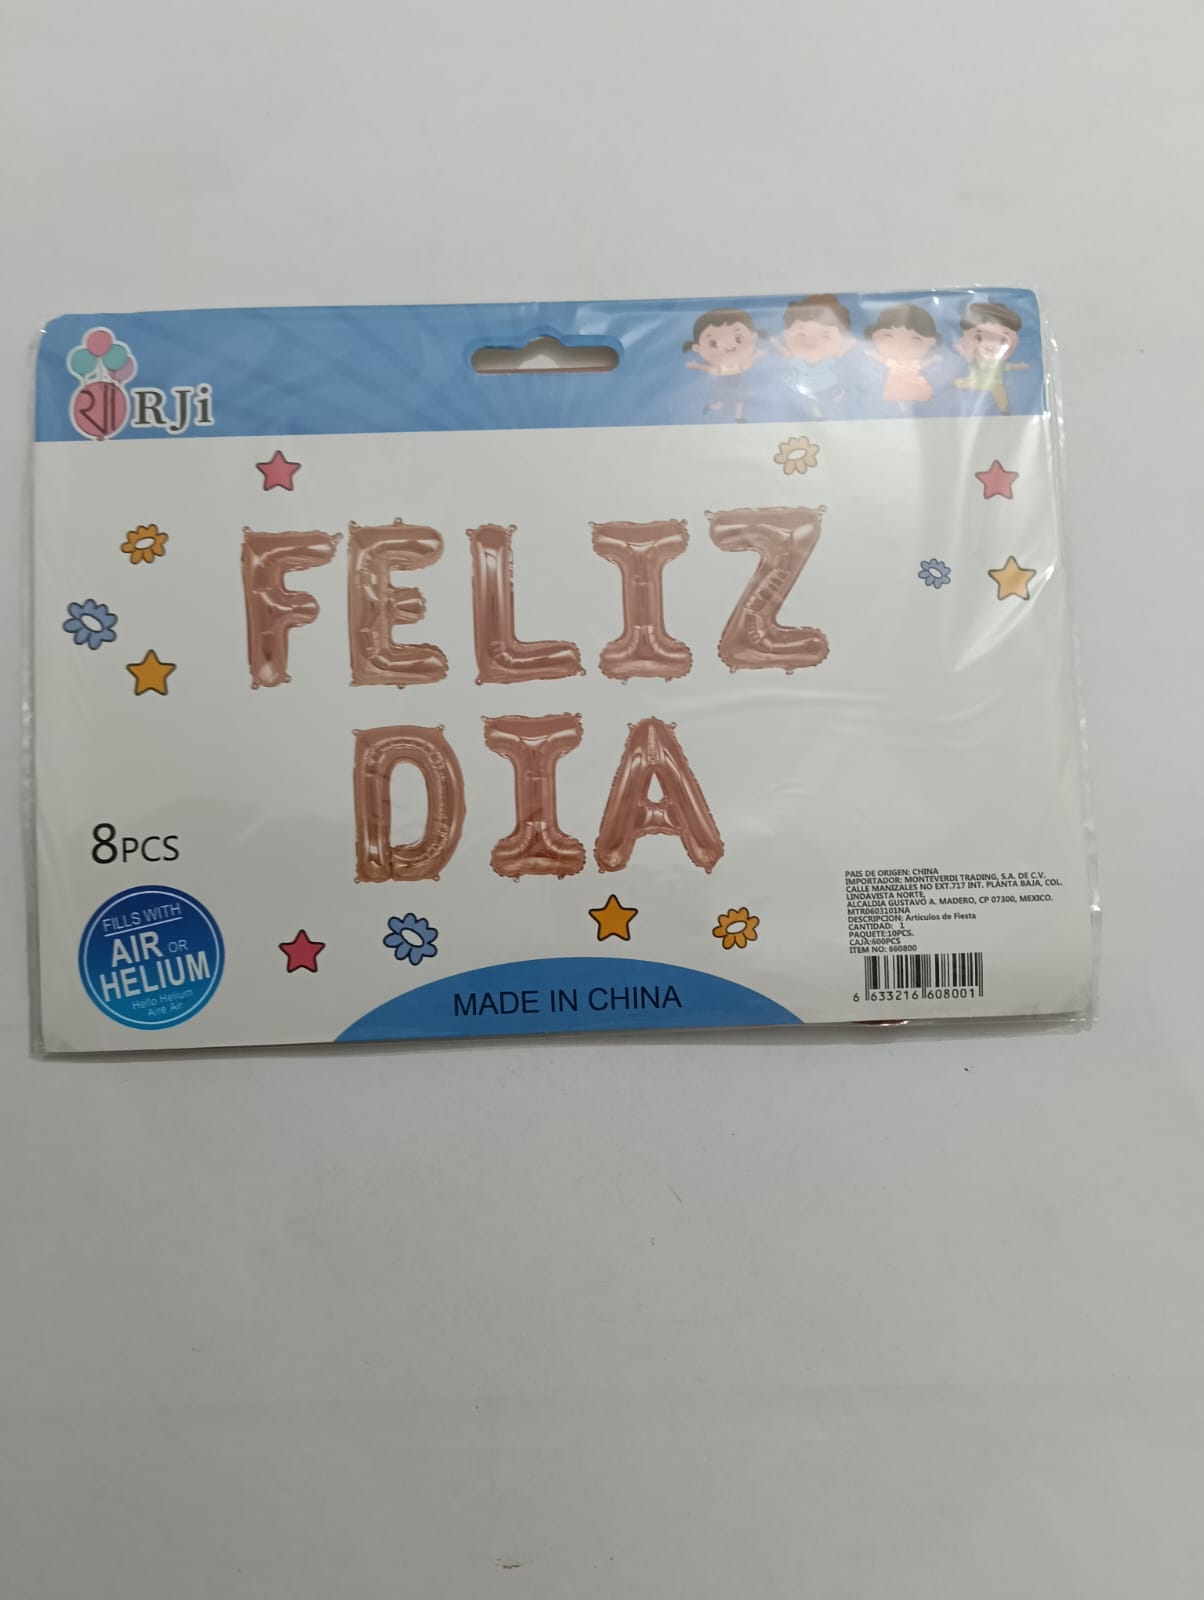 RJi
FELIZ
DIA
8PCS
FILLS WITH
AIR OR
HELIUM
Hello Helium
Aire Air
MADE IN CHINA
PAIS DE ORIGEN: CHINA
IMPORTADOR: MONTEVERDI TRADING, S.A. DE C.V.
CALLE MANIZALES NO EXT.717 INT. PLANTA BAJA, COL.
LINDAVISTA NORTE,
ALCALDIA GUSTAVO A. MADERO, CP 07300, MEXICO.
MTR0603101NA
DESCRIPCION: Articulos de Fiesta
CANTIDAD: 1
PAQUETE:10PCS.
CAJA:600PCS
ITEM NO: 660800
6 633216 608001